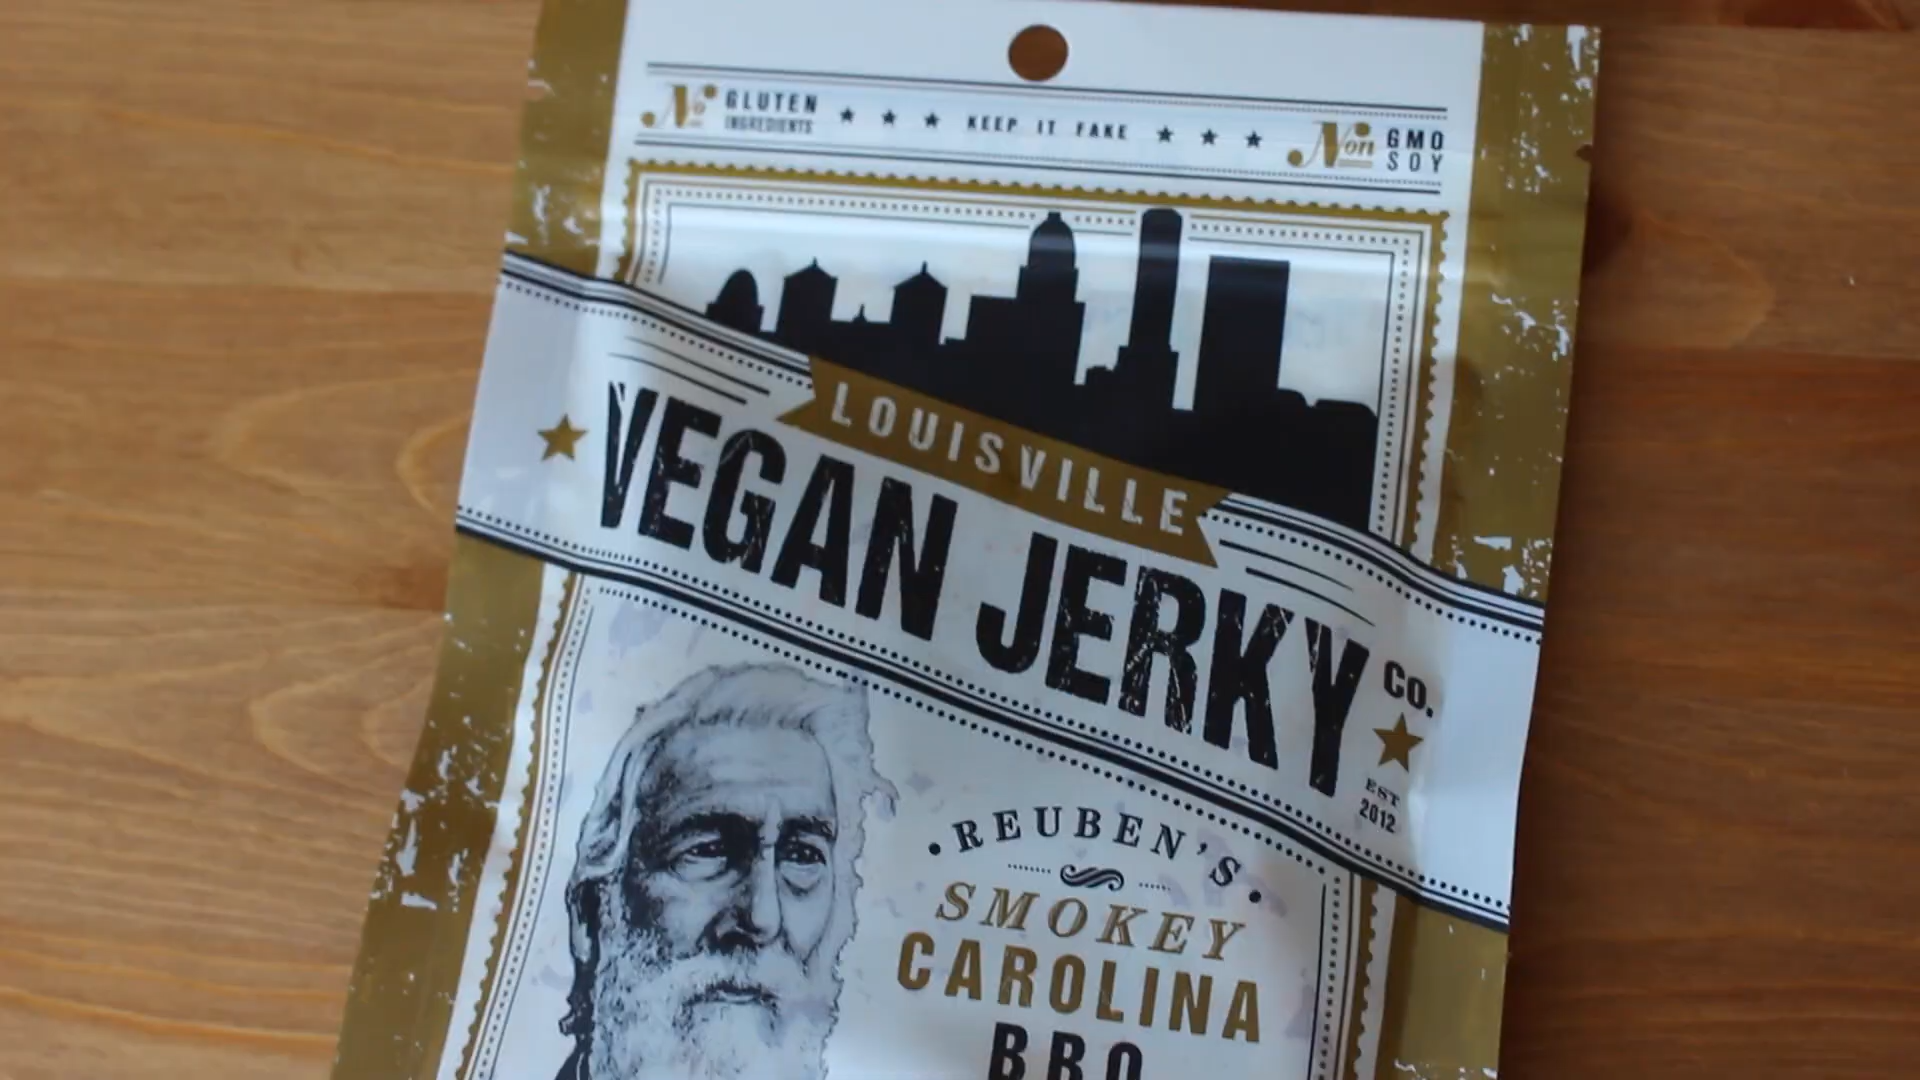 No GLUTEN INGREDIENTS ★ ★ ★ KEEP IT FAKE ★ ★ ★ Non GMO SOY
LOUISVILLE
VEGAN JERKY CO.
EST 2012
REUBEN'S
SMOKEY
CAROLINA
BBQ